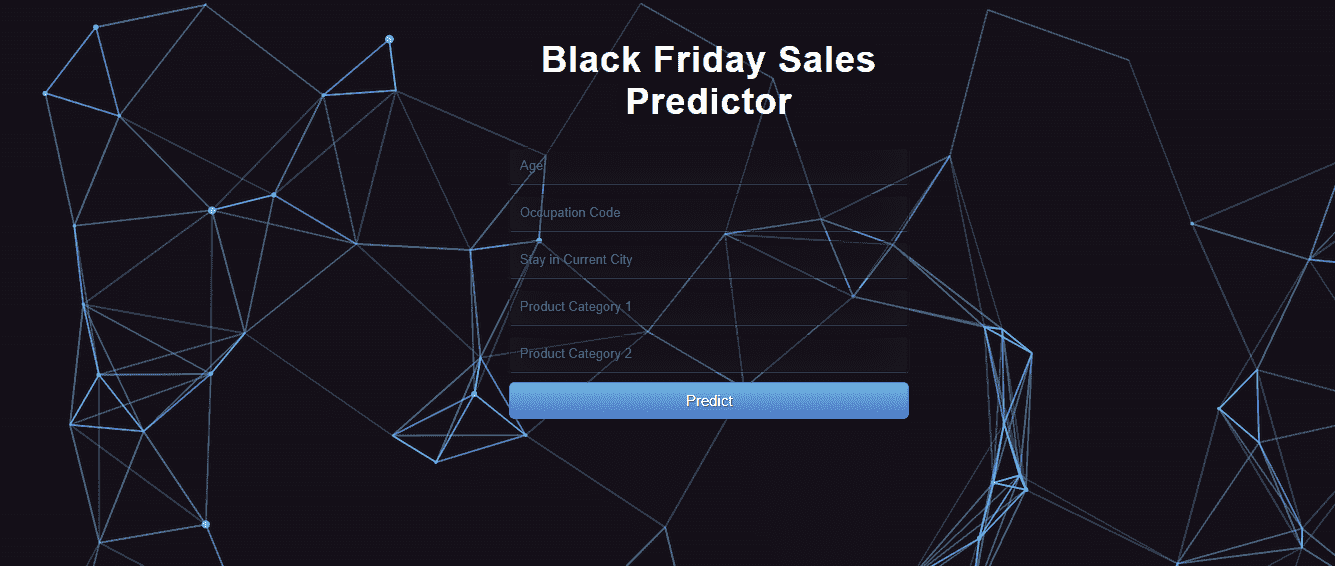 Black Friday Sales
Predictor
Age
Occupation Code
Stay in Current City
Product Category 1
Product Category 2
Predict